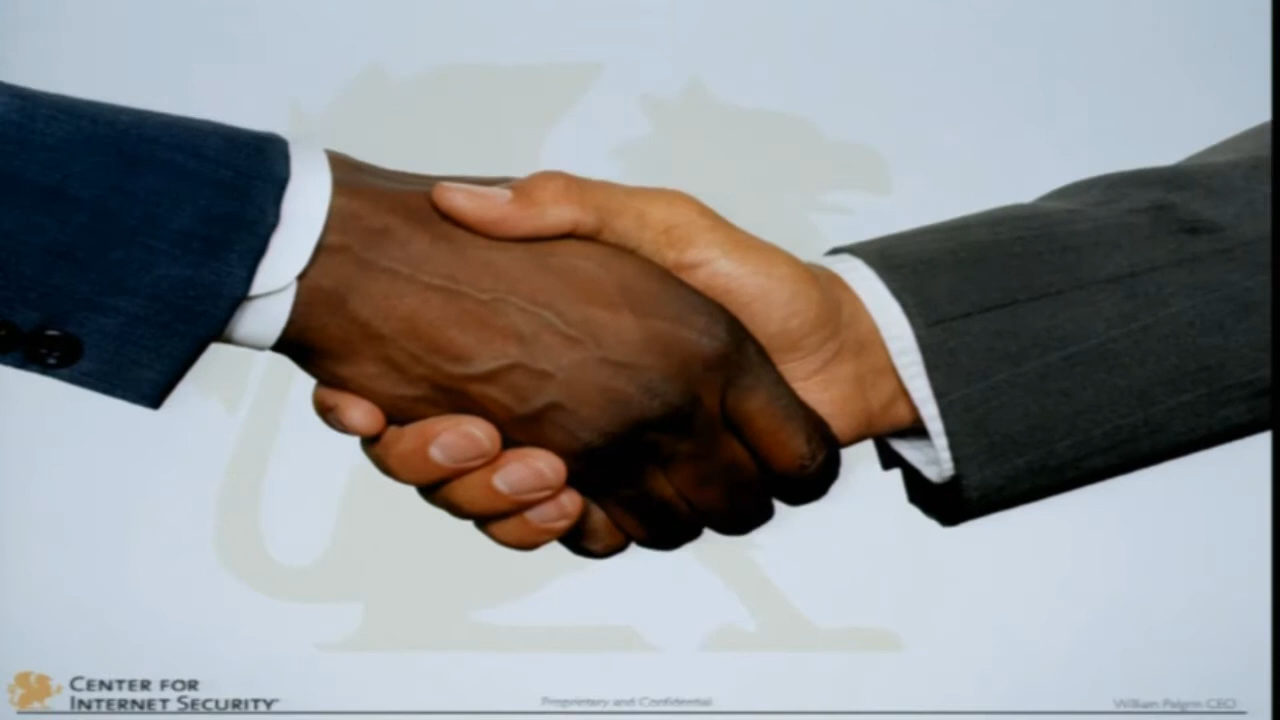 CENTER FOR
INTERNET SECURITY
Proprietary and Confidential
William Pelgrin CEO